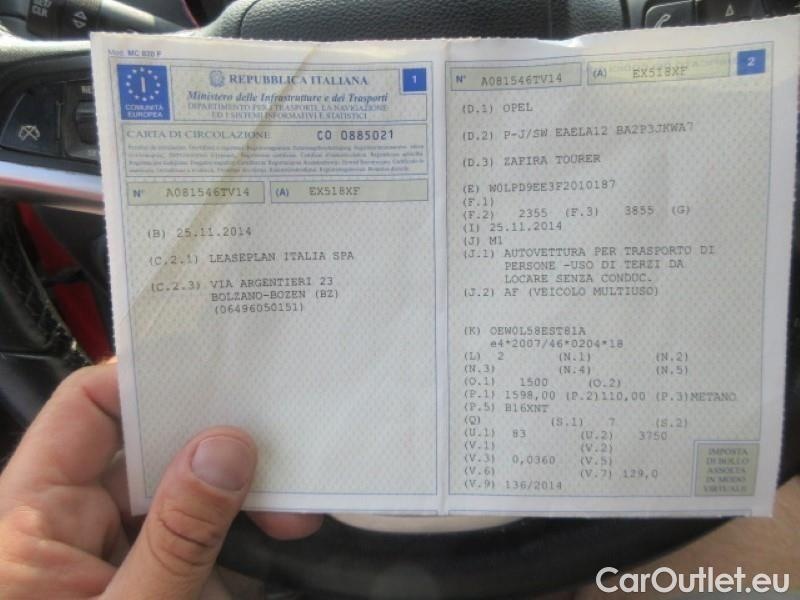 Mod. MC 820 F
I
COMUNITÀ
EUROPEA
REPUBBLICA ITALIANA
1
Ministero delle Infrastrutture e dei Trasporti
DIPARTIMENTO PER I TRASPORTI, LA NAVIGAZIONE
ED I SISTEMI INFORMATIVI E STATISTICI
CARTA DI CIRCOLAZIONE CO 0885021
N° A081546TV14 (A) EX518XF
(B) 25.11.2014
(C.2.1) LEASEPLAN ITALIA SPA
(C.2.3) VIA ARGENTIERI 23
BOLZANO-BOZEN (BZ)
(06496050151)
N° A081546TV14 (A) EX518XF
2
(D.1) OPEL
(D.2) P-J/SW EAELA12 BA2P3JKWA7
(D.3) ZAFIRA TOURER
(E) W0LPD9EE3F2010187
(F.1)
(F.2) 2355 (F.3) 3855 (G)
(I) 25.11.2014
(J) M1
(J.1) AUTOVETTURA PER TRASPORTO DI
PERSONE -USO DI TERZI DA
LOCARE SENZA CONDUC.
(J.2) AF (VEICOLO MULTIUSO)
(K) OEW0L58EST81A
e4*2007/46*0204*18
(L) 2 (N.1) (N.2)
(N.3) (N.4) (N.5)
(O.1) 1500 (O.2)
(P.1) 1598,00 (P.2)110,00 (P.3)METANO
(P.5) B16XNT
(Q) (S.1) 7 (S.2)
(U.1) 83 (U.2) 3750
(V.1) (V.2)
(V.3) 0,0360 (V.5)
(V.6) (V.7) 129,0
(V.9) 136/2014
IMPOSTA
DI BOLLO
ASSOLTA
IN MODO
VIRTUALE
CarOutlet.eu